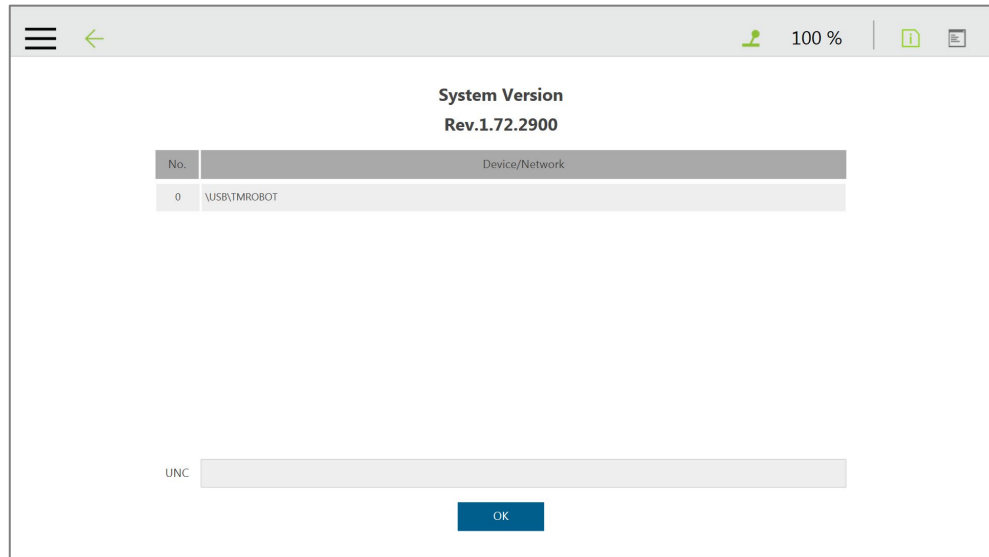 100 %
System Version
Rev.1.72.2900
No. Device/Network
0 \USB\TMROBOT
UNC
OK